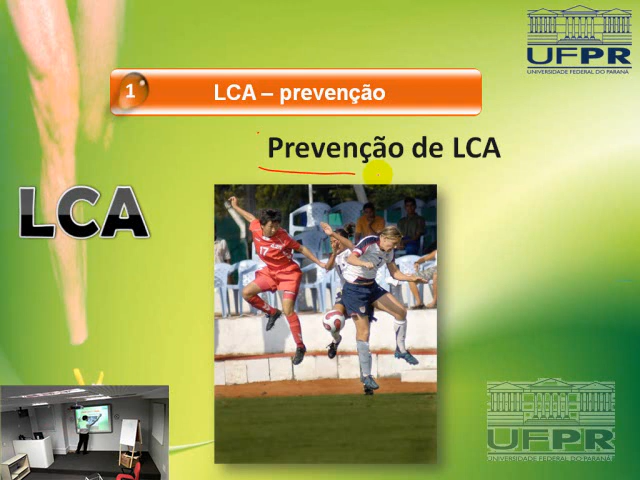 UFPR
UNIVERSIDADE FEDERAL DO PARANÁ
1
LCA – prevenção
Prevenção de LCA
LCA
17
UFPR
UNIVERSIDADE FEDERAL DO PARANÁ